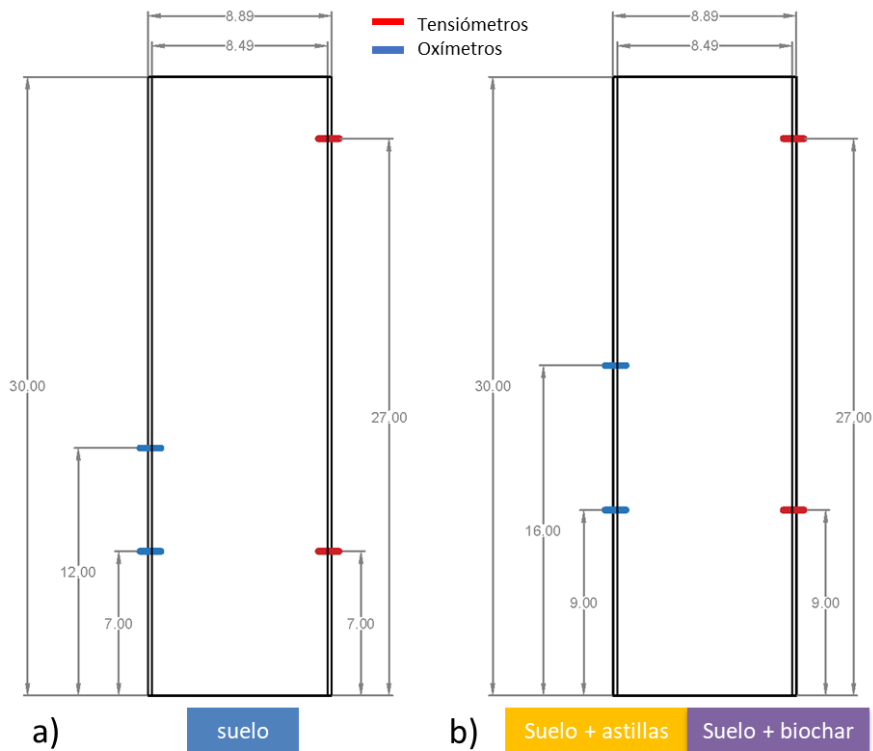 8.89
8.49
Tensiómetros
Oxímetros
8.89
8.49
30.00
12.00
7.00
27.00
7.00
30.00
16.00
9.00
27.00
9.00
a)
suelo
b)
Suelo + astillas
Suelo + biochar